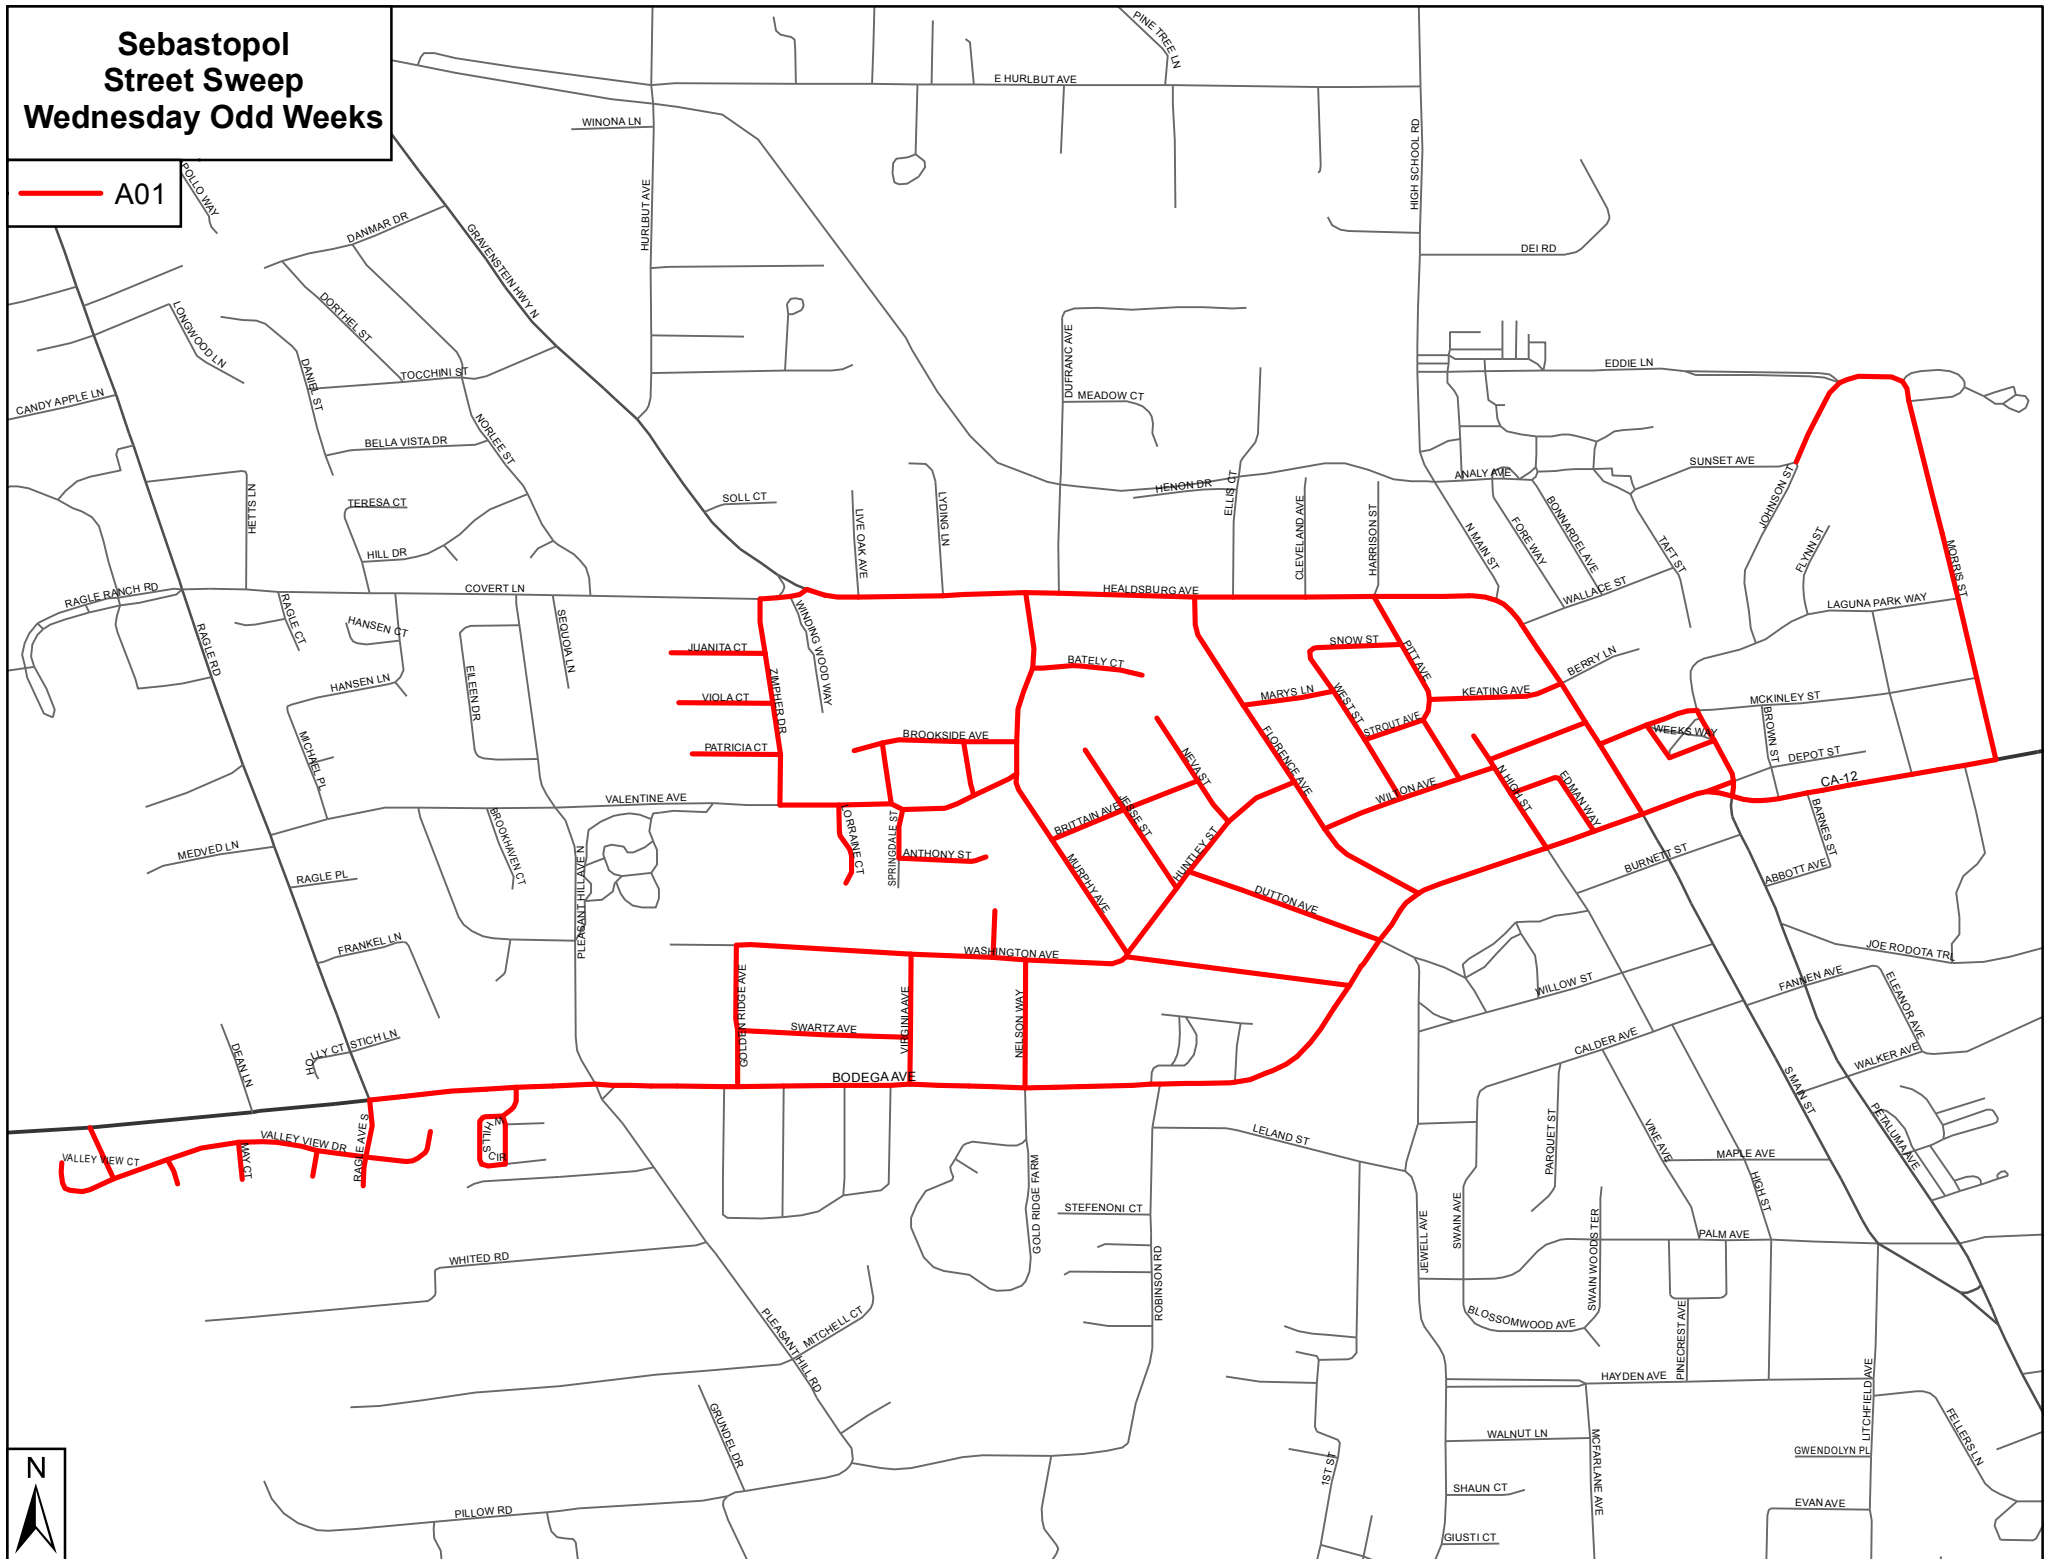 Sebastopol
Street Sweep
Wednesday Odd Weeks
A01
PINE TREE LN
E HURLBUT AVE
WINONA LN
HURLBUT AVE
HIGH SCHOOL RD
POLLO WAY
DANMAR DR
GRAVENSTEIN HWY N
DEI RD
DORTHEL ST
LONGWOOD LN
DANIEL ST
TOCCHINI ST
CANDY APPLE LN
NORLEE ST
BELLA VISTA DR
DUFRANC AVE
MEADOW CT
EDDIE LN
SUNSET AVE
ANALY AVE
HENON DR
ELLIS CT
SOLL CT
LIVE OAK AVE
LYDING LN
CLEVELAND AVE
HARRISON ST
N MAIN ST
FORE WAY
BONNARDEL AVE
TAFT ST
JOHNSON ST
FLYNN ST
MORRIS ST
HETTS LN
TERESA CT
HILL DR
COVERT LN
HEALDSBURG AVE
WALLACE ST
LAGUNA PARK WAY
RAGLE RANCH RD
RAGLE CT
HANSEN CT
RAGLE RD
SEQUOIA LN
EILEEN DR
HANSEN LN
MICHAEL PL
JUANITA CT
VIOLA CT
PATRICIA CT
ZIMPHER DR
WINDING WOOD WAY
BATELY CT
BROOKSIDE AVE
SNOW ST
PITT AVE
MARYS LN
WEST ST
STROUT AVE
KEATING AVE
BERRY LN
MCKINLEY ST
WEEKS WAY
BROWN ST
DEPOT ST
CA-12
FLORENCE AVE
NEVA ST
JESSE ST
BRITTAIN AVE
HUNTLEY ST
MURPHY AVE
WILTON AVE
N HIGH ST
EDMAN WAY
BARNES ST
ABBOTT AVE
BURNETT ST
VALENTINE AVE
LORRAINE CT
SPRINGDALE ST
ANTHONY ST
BROOKHAVEN CT
MEDVED LN
RAGLE PL
PLEASANT HILL AVE N
DUTTON AVE
FRANKEL LN
WASHINGTON AVE
GOLDEN RIDGE AVE
SWARTZ AVE
VIRGINIA AVE
NELSON WAY
WILLOW ST
FANNEN AVE
JOE RODOTA TRL
ELEANOR AVE
WALKER AVE
CALDER AVE
DEAN LN
HOLLY CT
STICH LN
BODEGA AVE
VALLEY VIEW DR
VALLEY VIEW CT
MAY CT
RAGLE AVE S
N HILLS CIR
LELAND ST
PARQUET ST
VINE AVE
S MAIN ST
PETALUMA AVE
MAPLE AVE
HIGH ST
GOLD RIDGE FARM
STEFENONI CT
ROBINSON RD
JEWELL AVE
SWAIN AVE
SWAIN WOODS TER
PALM AVE
WHITED RD
PLEASANT HILL RD
MITCHELL CT
BLOSSOMWOOD AVE
PINECREST AVE
HAYDEN AVE
LITCHFIELD AVE
GRUNDEL DR
WALNUT LN
MCFARLANE AVE
GWENDOLYN PL
FELLERS LN
1ST ST
SHAUN CT
EVAN AVE
PILLOW RD
GIUSTI CT
N